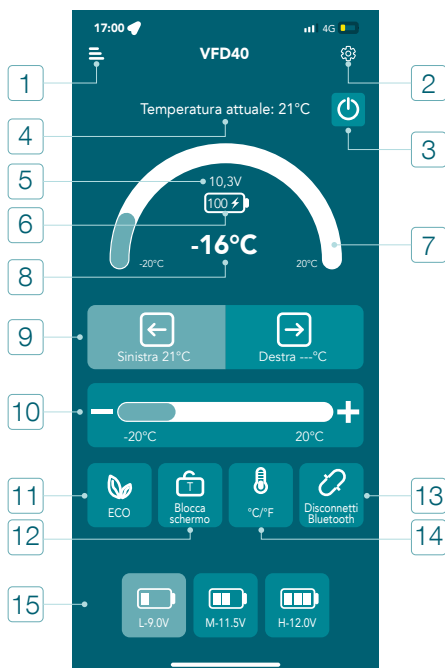 17:00
4G
VFD40
1
2
Temperatura attuale: 21°C
3
4
5
10,3V
6
100
-16°C
7
8
-20°C
20°C
9
Sinistra 21°C
Destra ---°C
10
-20°C
20°C
11
ECO
T
Blocca
schermo
°C/°F
Disconnetti
Bluetooth
13
12
14
15
L-9.0V
M-11.5V
H-12.0V